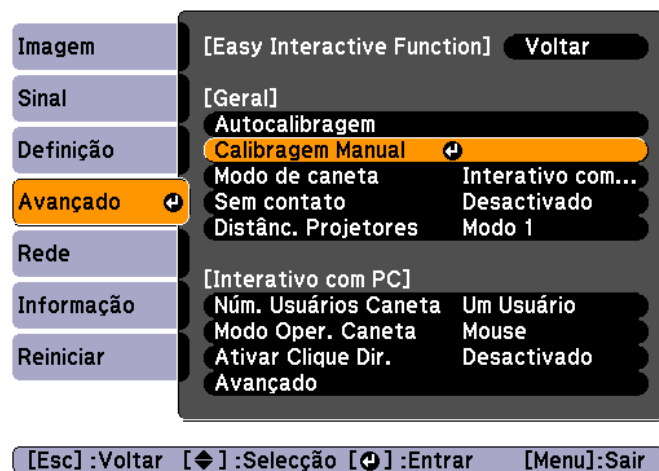 Imagem
Sinal
Definição
Avançado
Rede
Informação
Reiniciar
[Easy Interactive Function] Voltar
[Geral]
Autocalibragem
Calibragem Manual
Modo de caneta Interativo com...
Sem contato Desactivado
Distânc. Projetores Modo 1
[Interativo com PC]
Núm. Usuários Caneta Um Usuário
Modo Oper. Caneta Mouse
Ativar Clique Dir. Desactivado
Avançado
[Esc] :Voltar [◆] :Selecção [⏎] :Entrar [Menu]:Sair